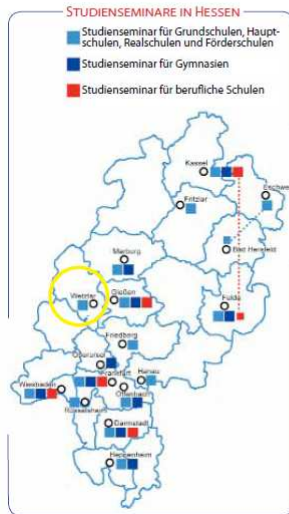 STUDIENSEMINARE IN HESSEN
Studienseminar für Grundschulen, Haupt-
schulen, Realschulen und Förderschulen
Studienseminar für Gymnasien
Studienseminar für berufliche Schulen
Kassel
Fritzlar
Eschwege
Bad Hersfeld
Marburg
Wetzlar
Gießen
Fulda
Friedberg
Oberursel
Hanau
Wiesbaden
Frankfurt
Offenbach
Rüsselsheim
Darmstadt
Heppenheim